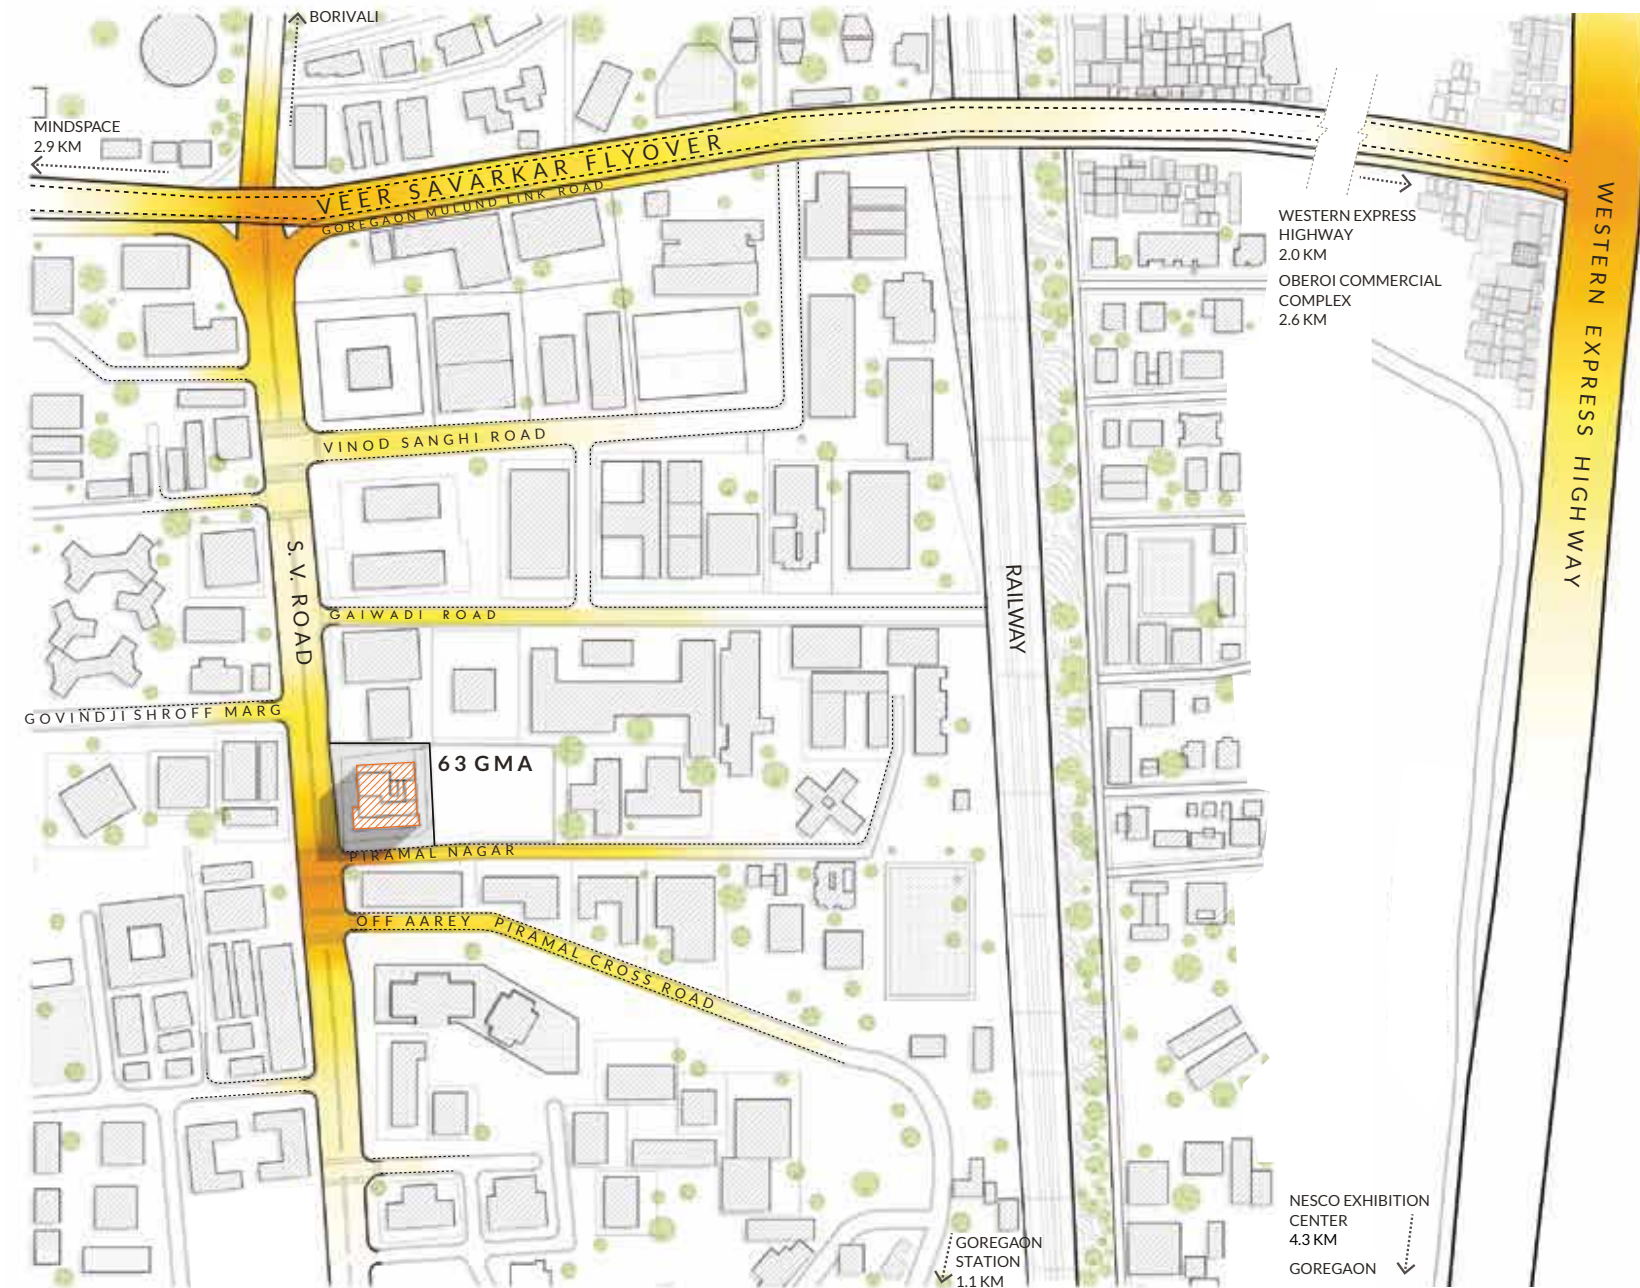 BORIVALI
MINDSPACE
2.9 KM
VEER SAVARKAR FLYOVER
GOREGAON MULUND LINK ROAD
WESTERN EXPRESS
HIGHWAY
2.0 KM
OBEROI COMMERCIAL
COMPLEX
2.6 KM
WESTERN EXPRESS HIGHWAY
VINOD SANGHI ROAD
S. V. ROAD
GAIWADI ROAD
RAILWAY
GOVINDJI SHROFF MARG
63 GMA
PIRAMAL NAGAR
OFF AAREY PIRAMAL CROSS ROAD
GOREGAON
STATION
1.1 KM
NESCO EXHIBITION
CENTER
4.3 KM
GOREGAON